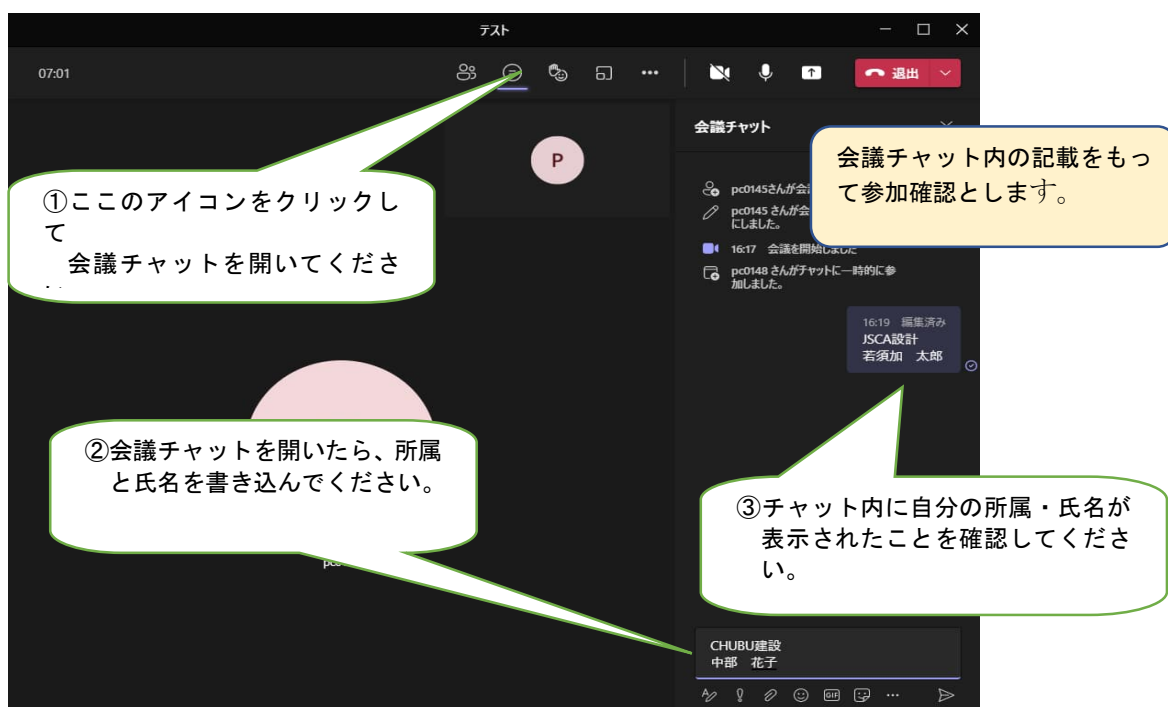 テスト
07:01
退出
会議チャット
会議チャット内の記載をもっ
て参加確認とします。
①ここのアイコンをクリックし
て
会議チャットを開いてくださ
pc0145さんが会
pc0145 さんが会
にしました。
16:17 会議を開始しました
pc0148 さんがチャットに一時的に参
加しました。
P
16:19 編集済み
JSCA設計
若須加 太郎
②会議チャットを開いたら、所属
と氏名を書き込んでください。
③チャット内に自分の所属・氏名が
表示されたことを確認してくださ
い。
CHUBU建設
中部 花子
GIF